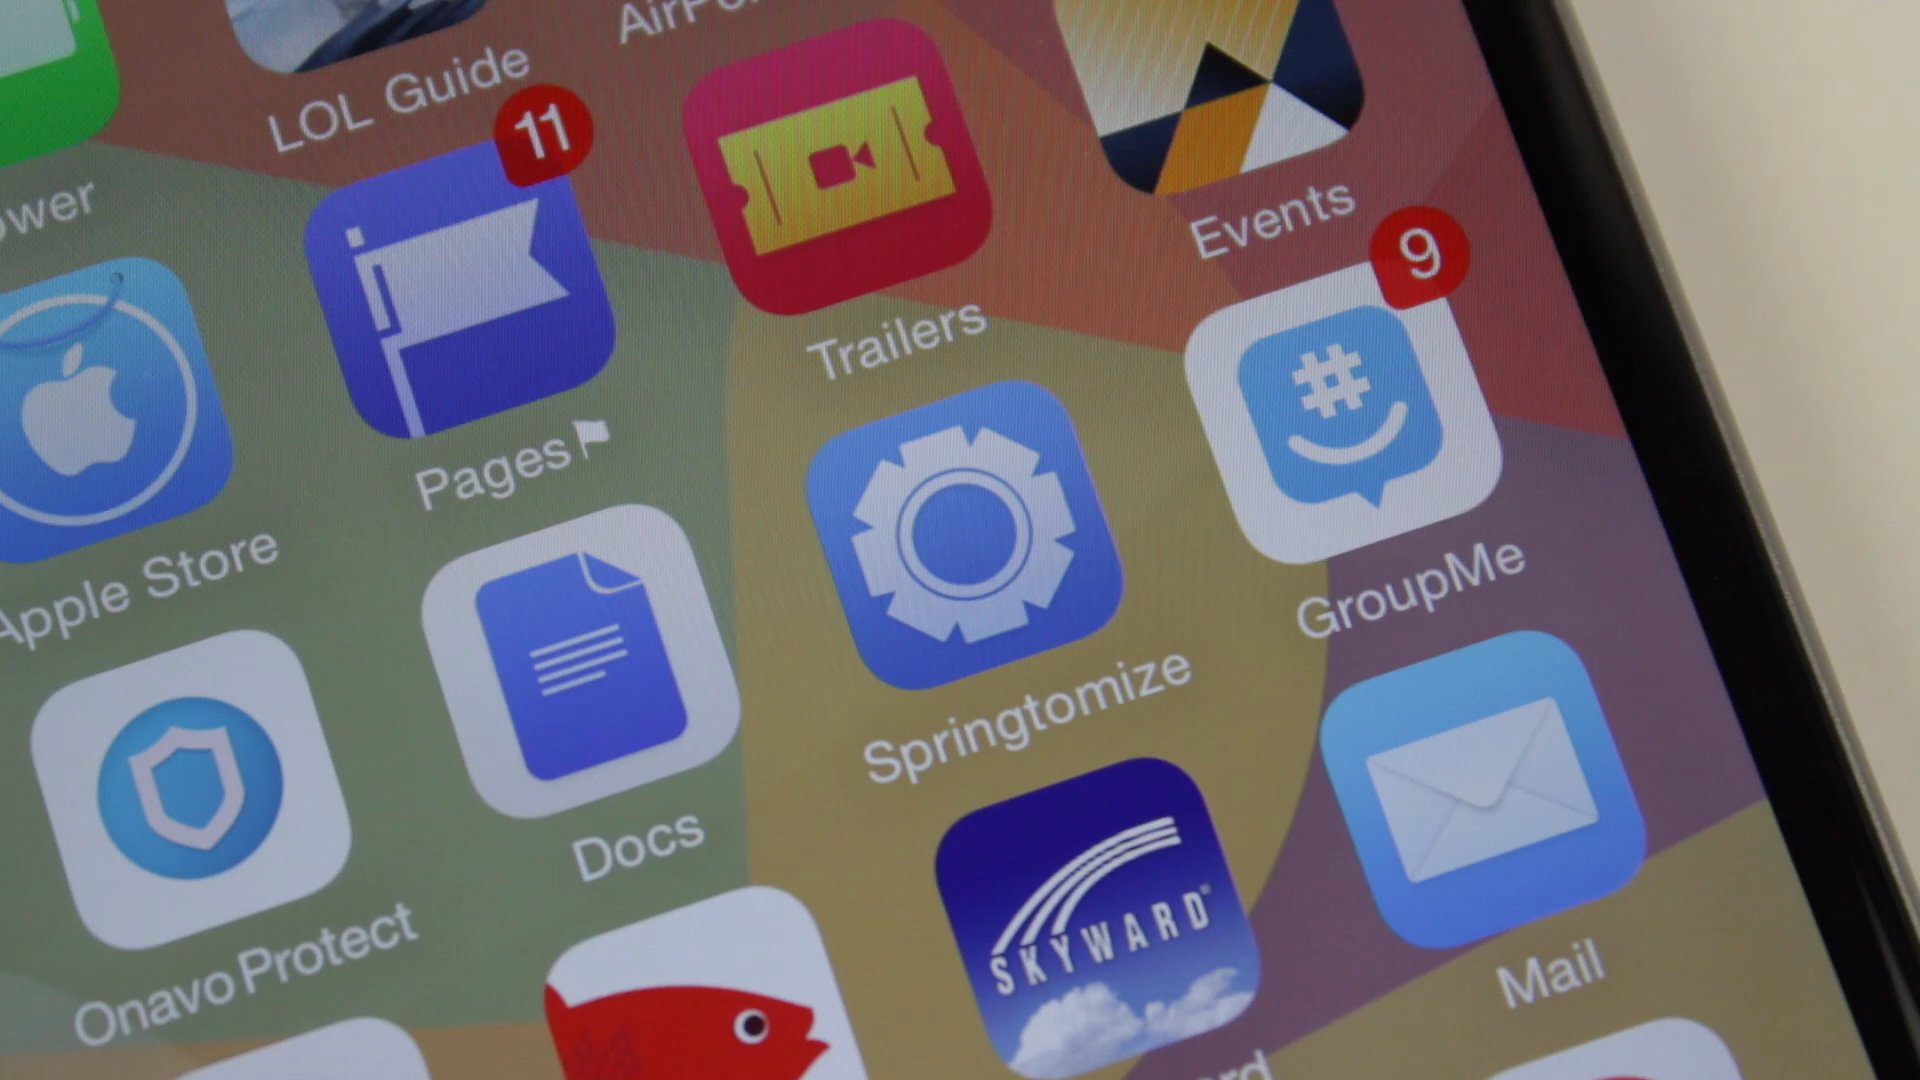 LOL Guide
11
Trailers
Events
9
Pages
Apple Store
GroupMe
Springtomize
Docs
Onavo Protect
SKYWARD
Mail